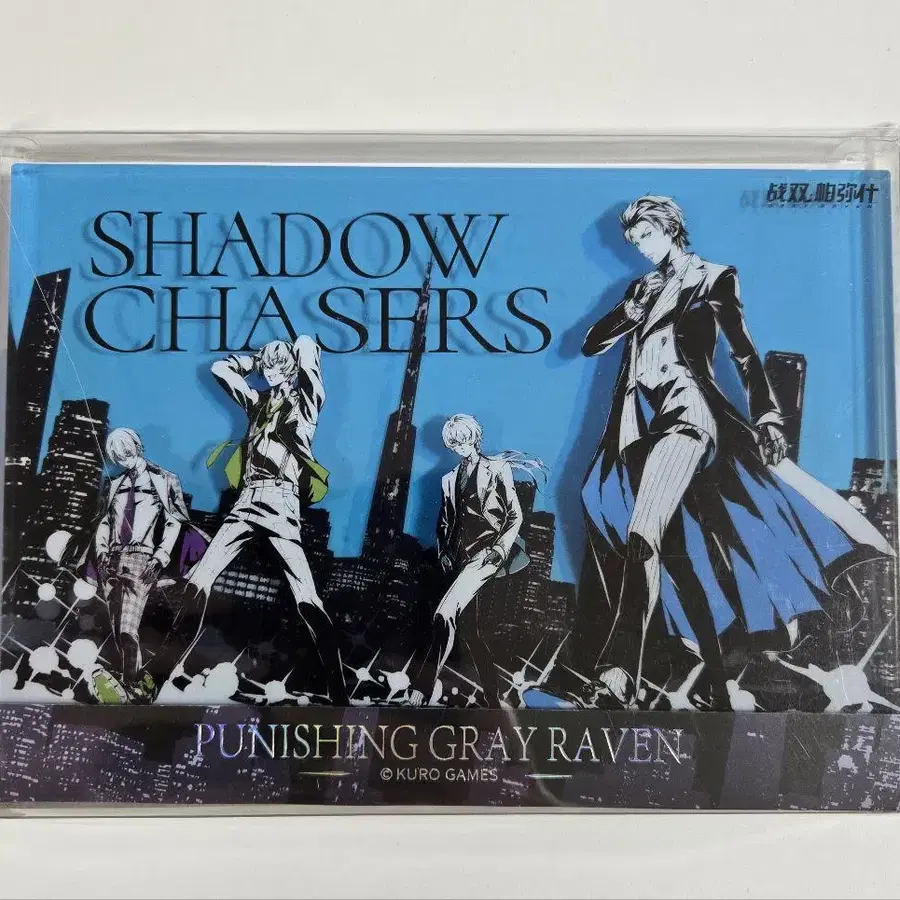 战双帕弥什
SHADOW
CHASERS
PUNISHING GRAY RAVEN
© KURO GAMES